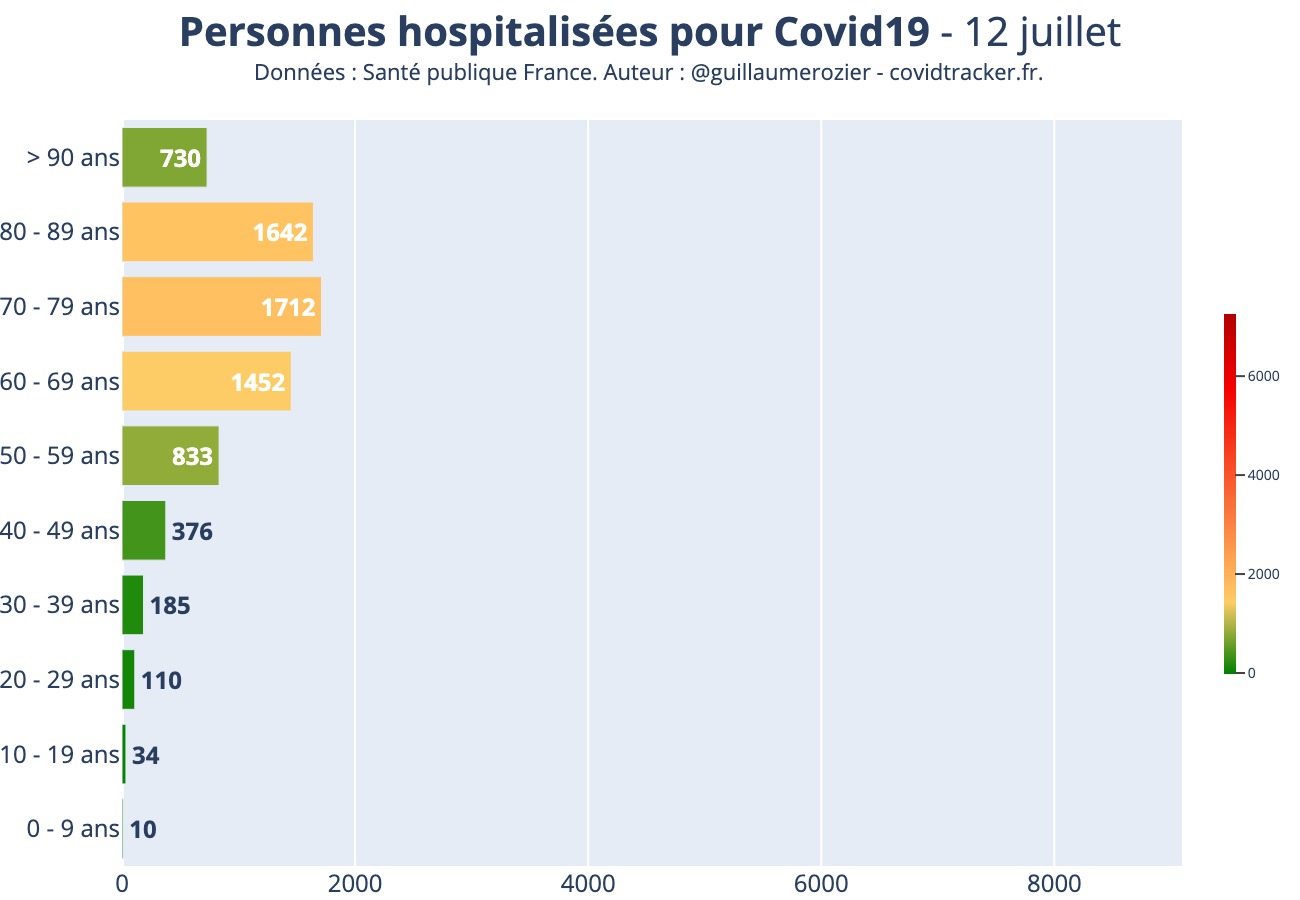 Personnes hospitalisées pour Covid19 - 12 juillet
Données : Santé publique France. Auteur : @guillaumerozier - covidtracker.fr.
> 90 ans 730
80 - 89 ans 1642
70 - 79 ans 1712
60 - 69 ans 1452
50 - 59 ans 833
40 - 49 ans 376
30 - 39 ans 185
20 - 29 ans 110
10 - 19 ans 34
0 - 9 ans 10
0 2000 4000 6000 8000
6000
4000
2000
0